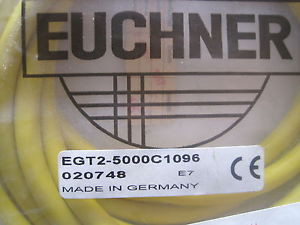 EUCHNER
EGT2-5000C1096
020748 E7
MADE IN GERMANY
CE